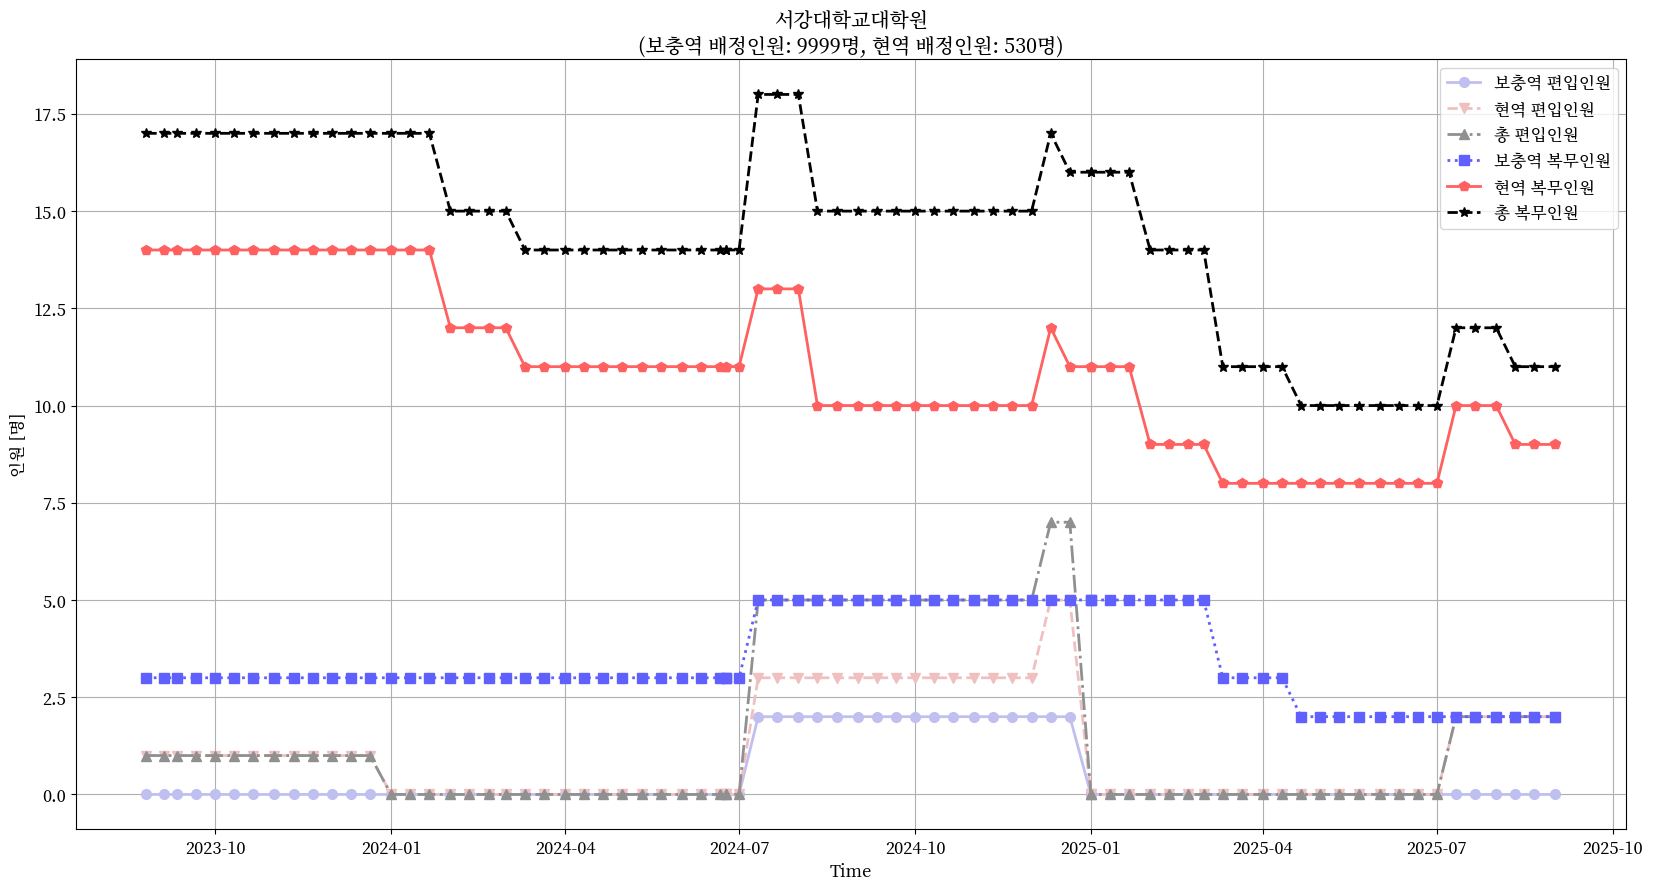 서강대학교대학원
(보충역 배정인원: 9999명, 현역 배정인원: 530명)
보충역 편입인원
현역 편입인원
총 편입인원
보충역 복무인원
현역 복무인원
총 복무인원
17.5
15.0
12.5
10.0
7.5
5.0
2.5
0.0
인원 [명]
2023-10 2024-01 2024-04 2024-07 2024-10 2025-01 2025-04 2025-07 2025-10
Time